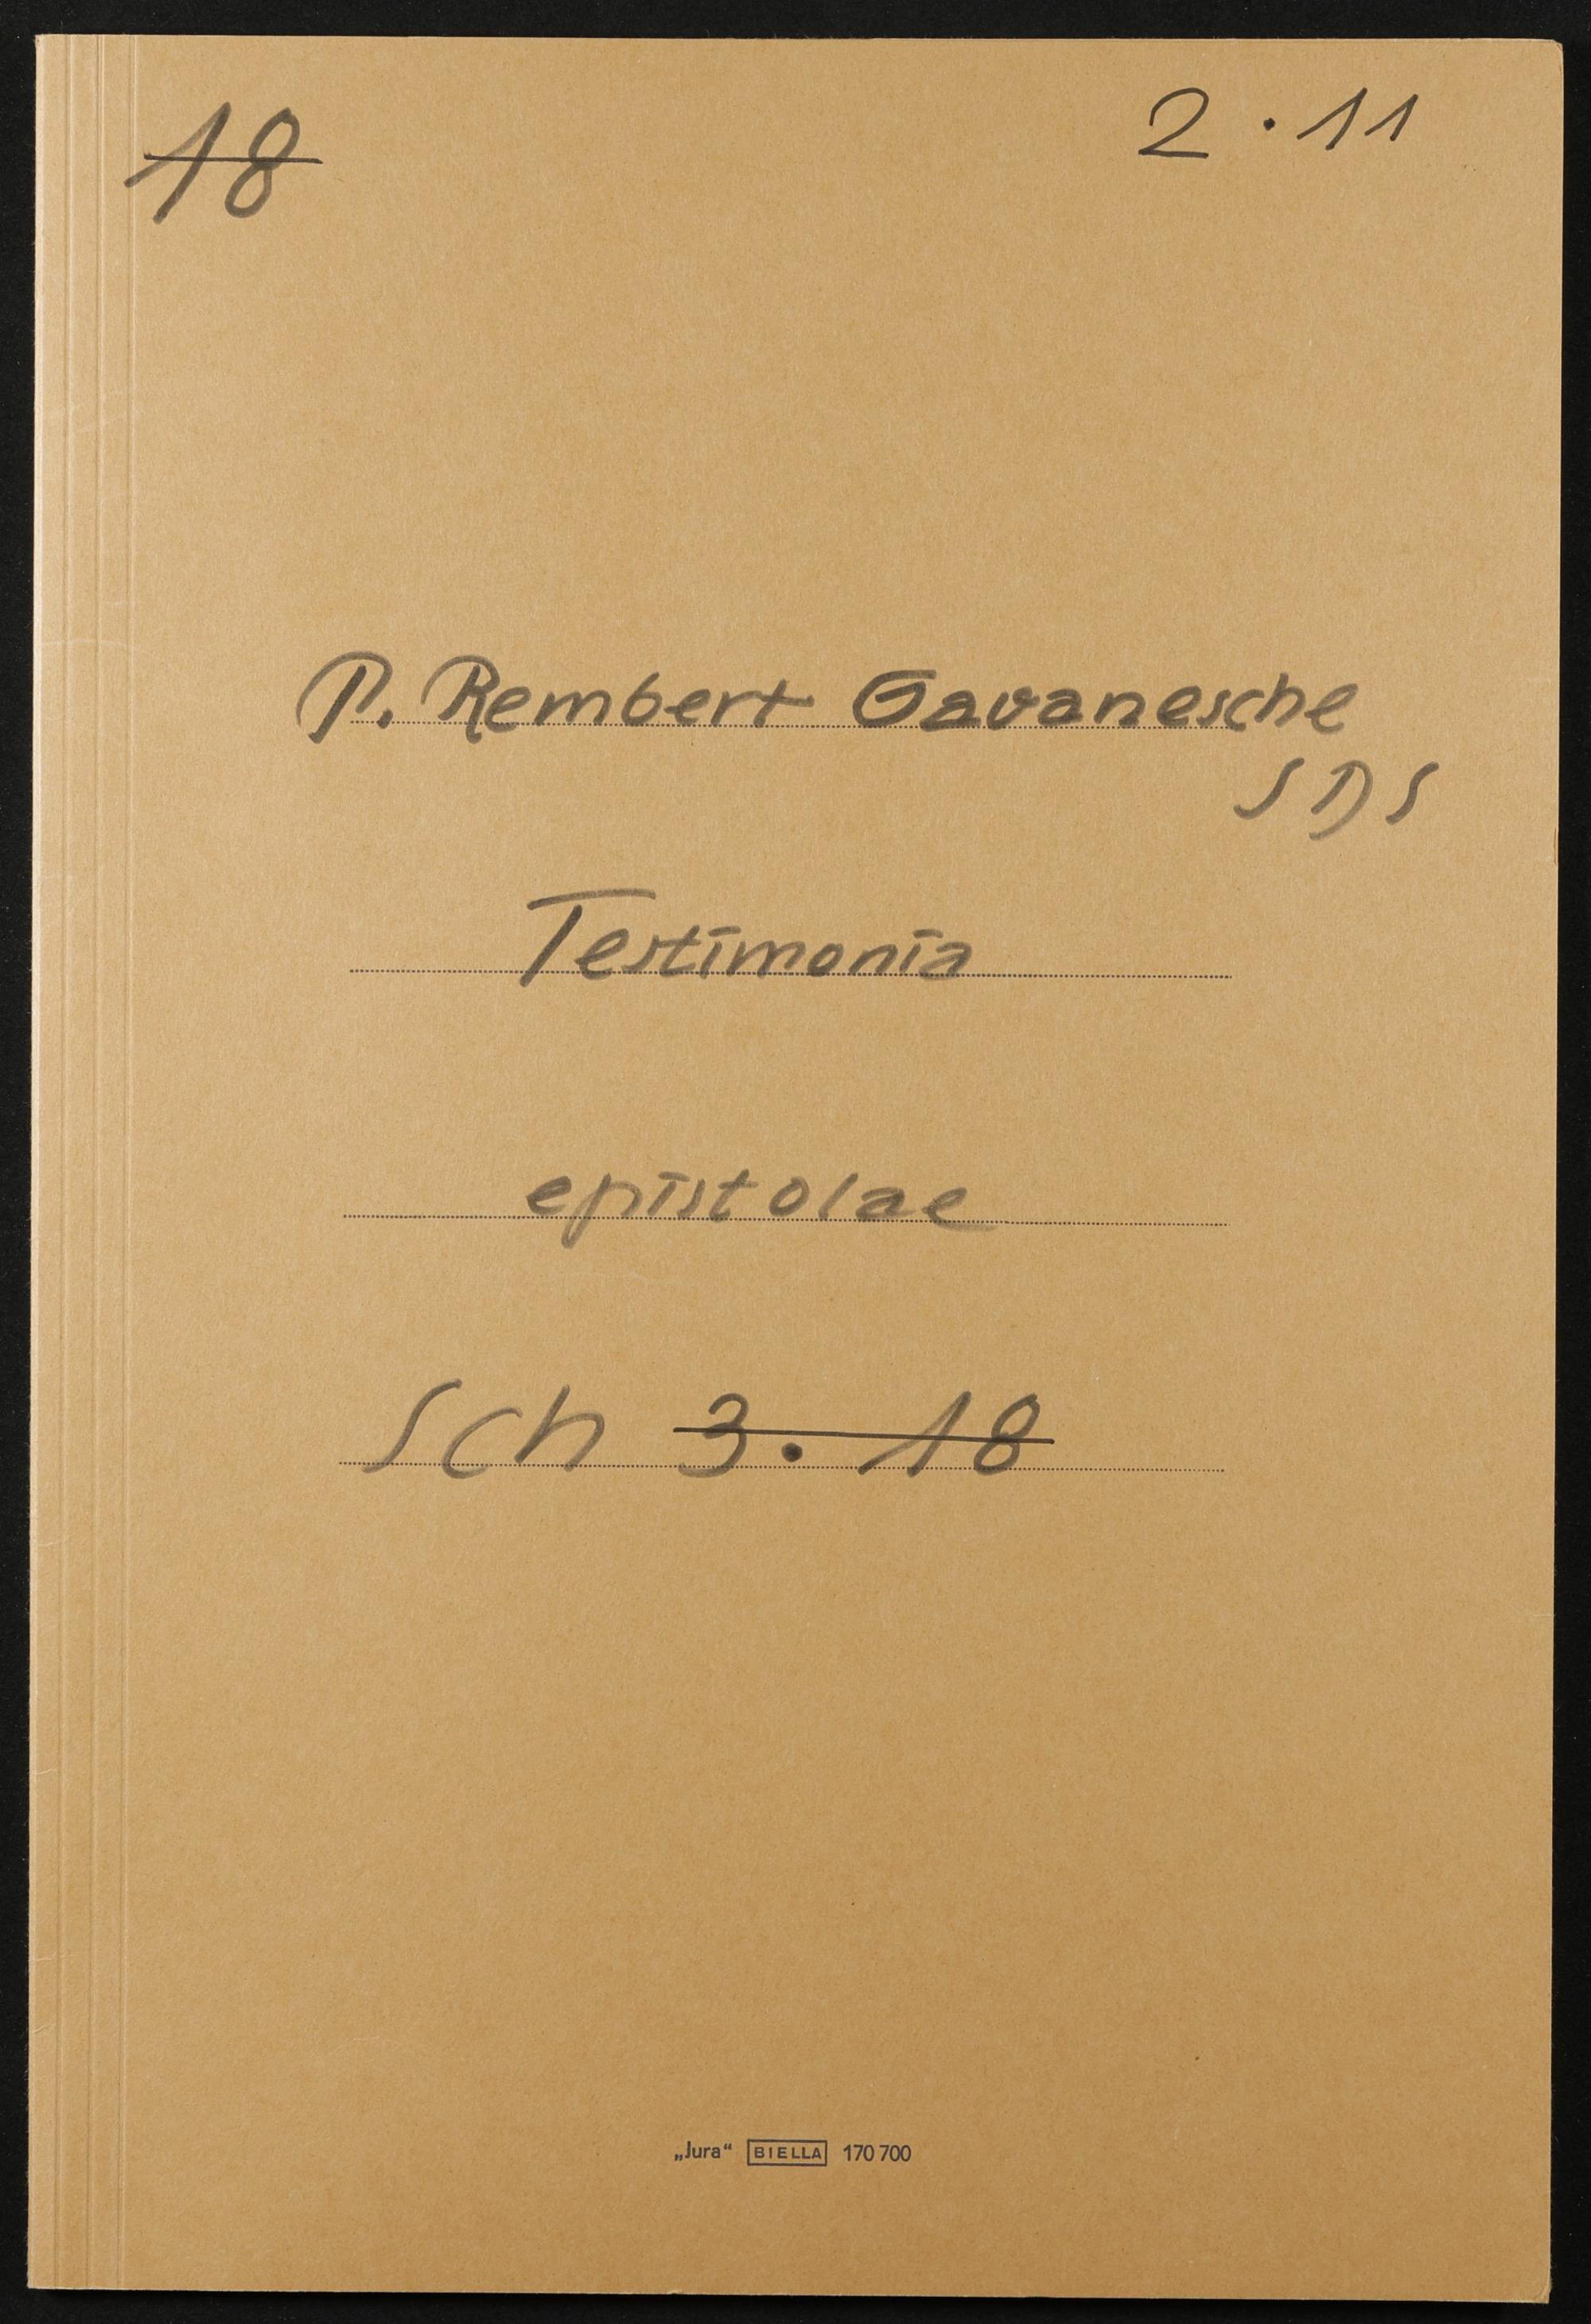 18
2 . 11
P. Rembert Gavanesche
SDS
Testimonia
epistolae
Sch 3. 18
„Jura“ BIELLA 170 700